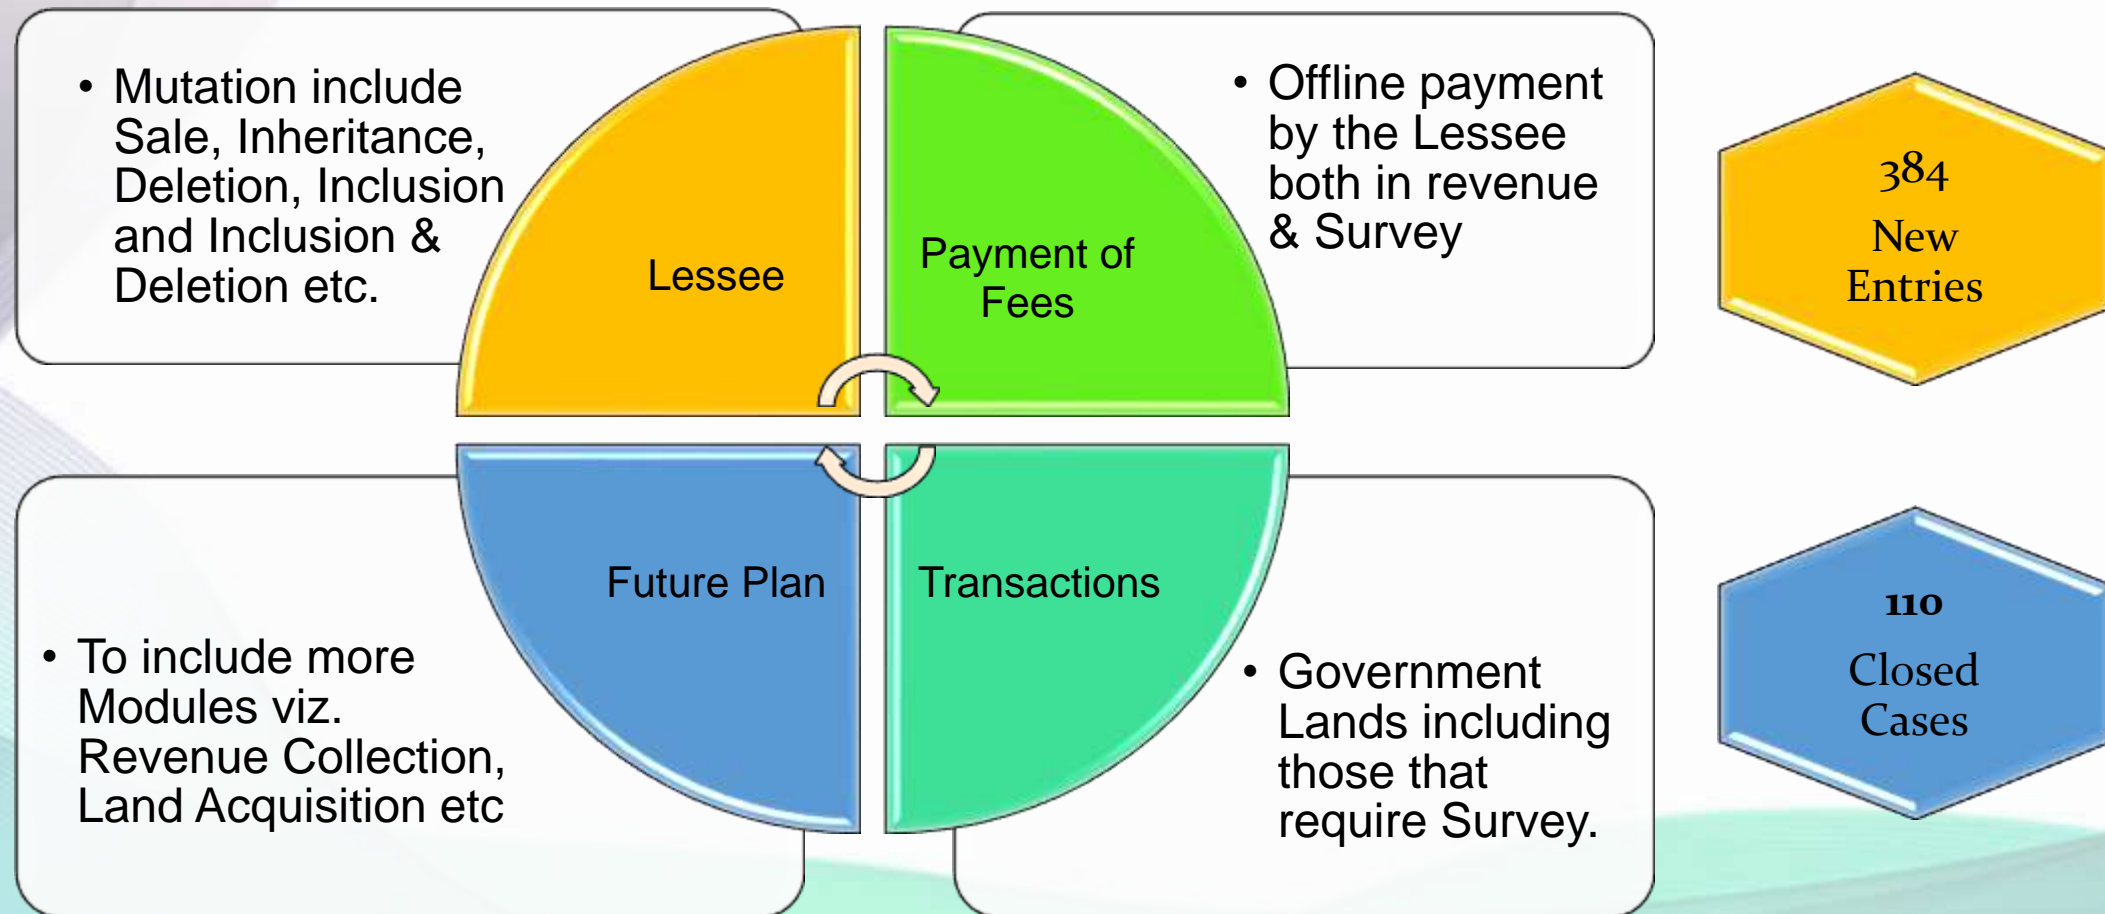 • Mutation include
Sale, Inheritance,
Deletion, Inclusion
and Inclusion &
Deletion etc.
Lessee
Payment of
Fees
• Offline payment
by the Lessee
both in revenue
& Survey
384
New
Entries
• To include more
Modules viz.
Revenue Collection,
Land Acquisition etc
Future Plan
Transactions
• Government
Lands including
those that
require Survey.
110
Closed
Cases